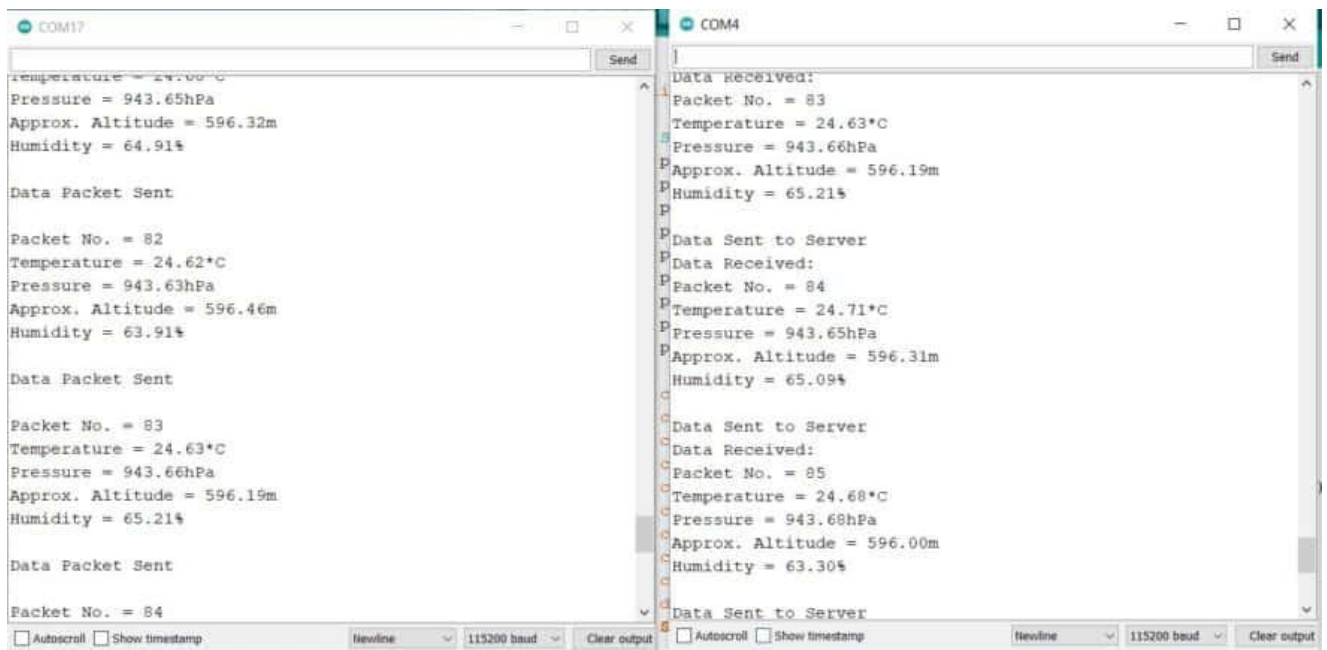 COM17
Send
Pressure = 943.65hPa
Approx. Altitude = 596.32m
Humidity = 64.91%
Data Packet Sent
Packet No. = 82
Temperature = 24.62*C
Pressure = 943.63hPa
Approx. Altitude = 596.46m
Humidity = 63.91%
Data Packet Sent
Packet No. = 83
Temperature = 24.63*C
Pressure = 943.66hPa
Approx. Altitude = 596.19m
Humidity = 65.21%
Data Packet Sent
Packet No. = 84
Autoscroll Show timestamp Newline 115200 baud Clear output
COM4
Send
Data Received:
Packet No. = 83
Temperature = 24.63*C
Pressure = 943.66hPa
Approx. Altitude = 596.19m
Humidity = 65.21%
Data Sent to Server
Data Received:
Packet No. = 84
Temperature = 24.71*C
Pressure = 943.65hPa
Approx. Altitude = 596.31m
Humidity = 65.09%
Data Sent to Server
Data Received:
Packet No. = 85
Temperature = 24.68*C
Pressure = 943.68hPa
Approx. Altitude = 596.00m
Humidity = 63.30%
Data Sent to Server
Autoscroll Show timestamp Newline 115200 baud Clear output